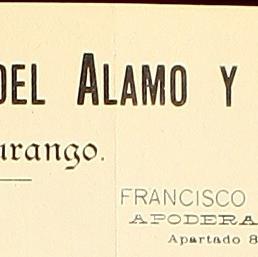 DEL ALAMO Y
urango.
FRANCISCO
APODERA
Apartado 8